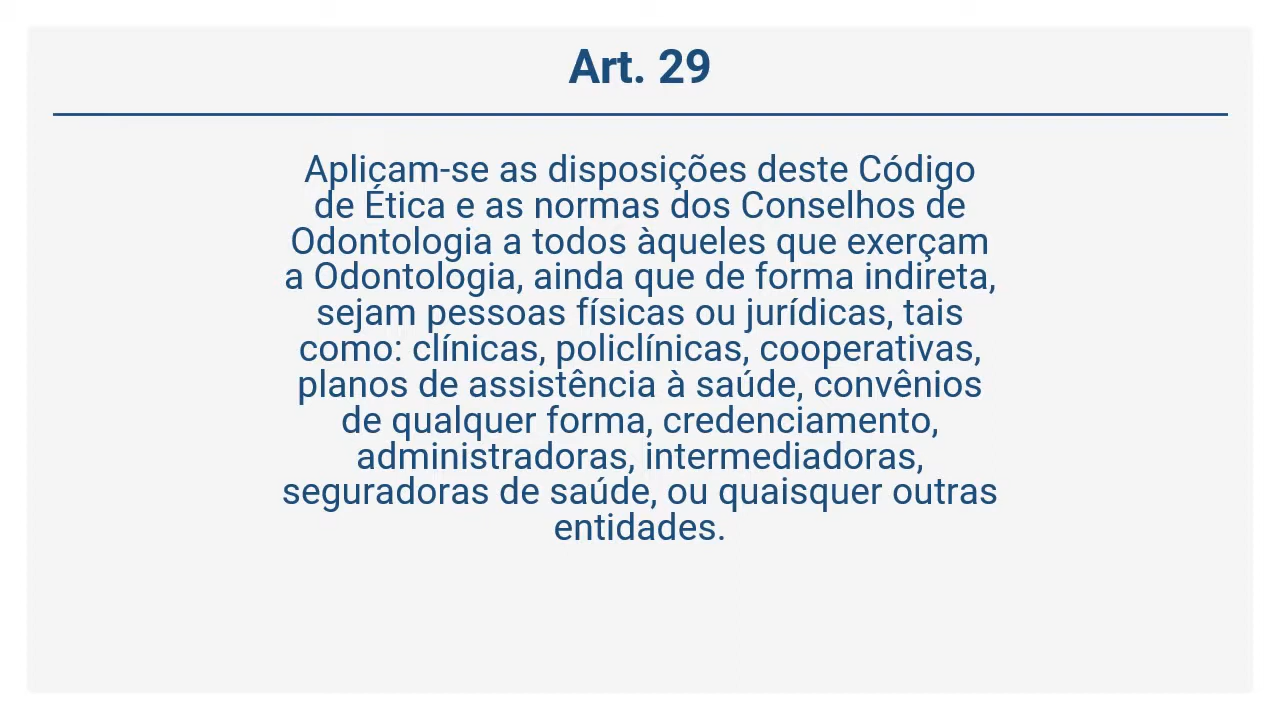 Art. 29
Aplicam-se as disposições deste Código
de Ética e as normas dos Conselhos de
Odontologia a todos àqueles que exerçam
a Odontologia, ainda que de forma indireta,
sejam pessoas físicas ou jurídicas, tais
como: clínicas, policlínicas, cooperativas,
planos de assistência à saúde, convênios
de qualquer forma, credenciamento,
administradoras, intermediadoras,
seguradoras de saúde, ou quaisquer outras
entidades.